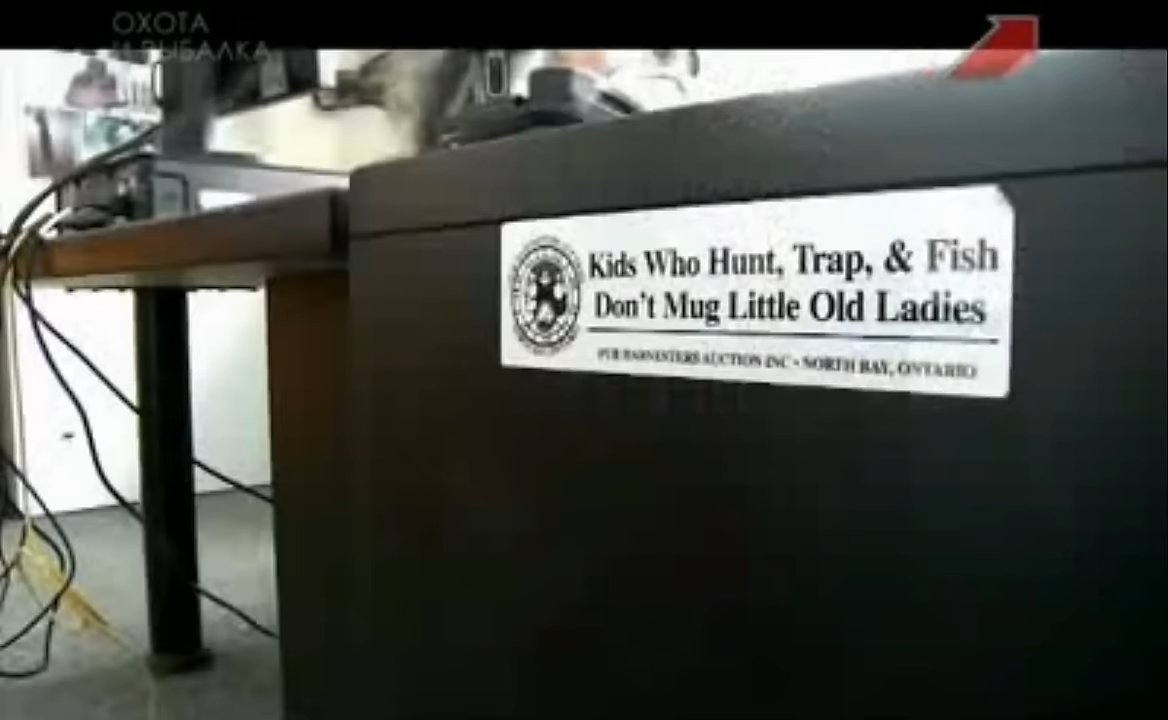 ОХОТА
И РЫБАЛКА
Kids Who Hunt, Trap, & Fish
Don't Mug Little Old Ladies
FUR HARVESTERS AUCTION INC • NORTH BAY, ONTARIO